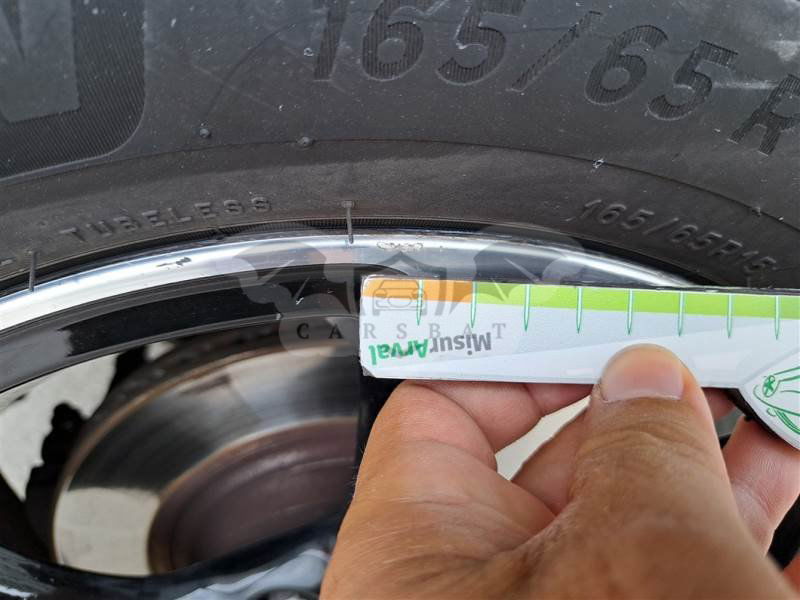 N
165/65 R
TUBELESS
165/65R15
CARSBAT
MisurArval